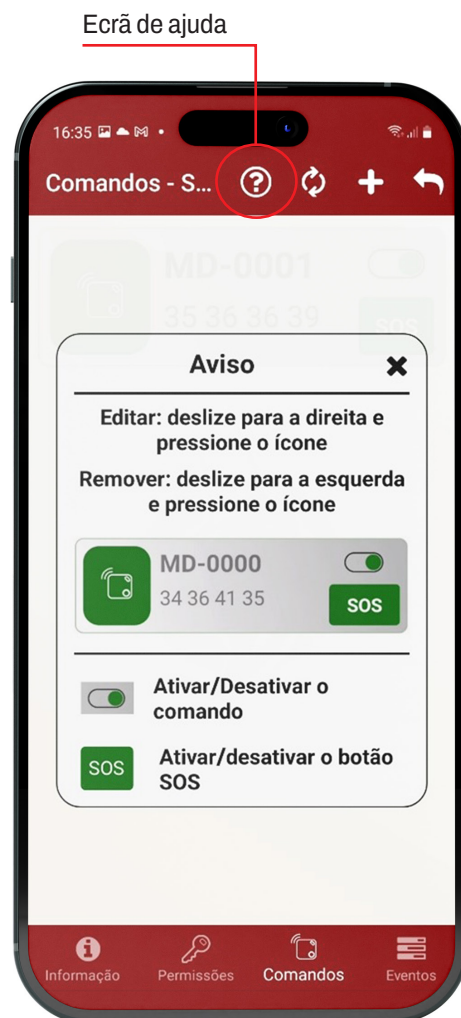 Ecrã de ajuda
16:35
Comandos - S...
MD-0001
35 36 36 39
SOS
Aviso
Editar: deslize para a direita e
pressione o ícone
Remover: deslize para a esquerda
e pressione o ícone
MD-0000
34 36 41 35
SOS
Ativar/Desativar o
comando
SOS
Ativar/desativar o botão
SOS
Informação
Permissões
Comandos
Eventos